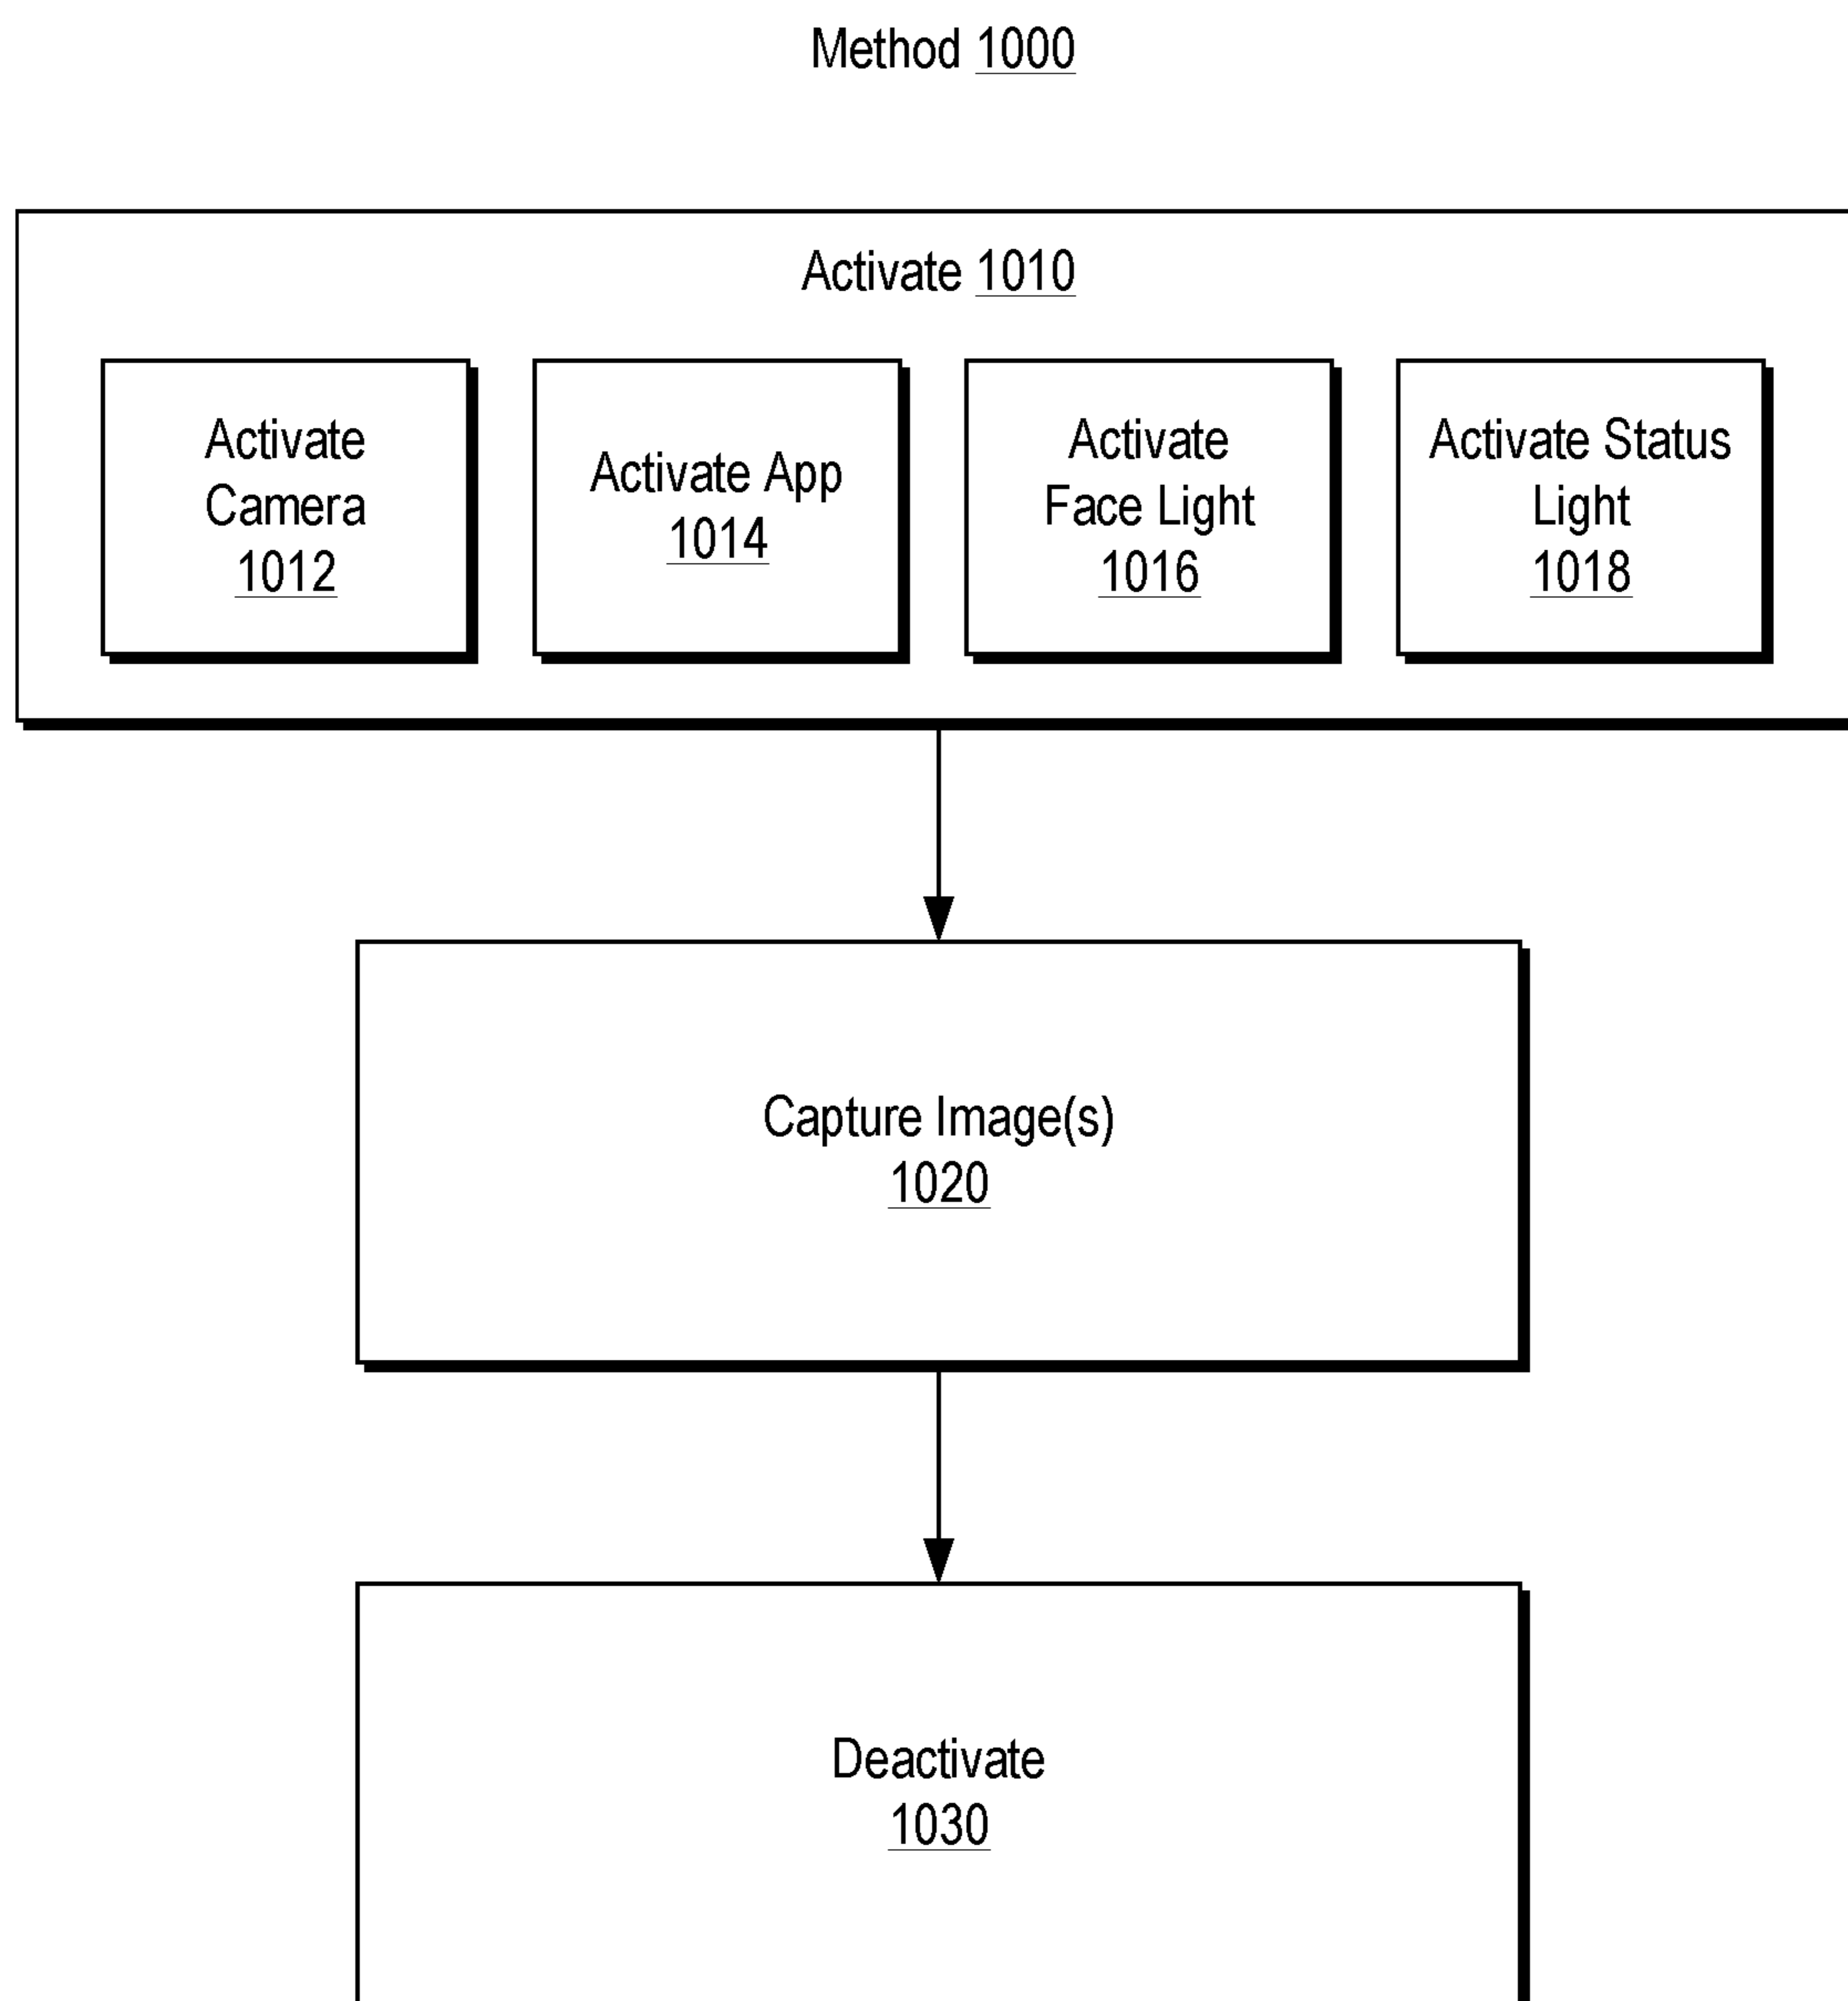 Method 1000
Activate 1010
Activate
Camera
1012
Activate App
1014
Activate
Face Light
1016
Activate Status
Light
1018
Capture Image(s)
1020
Deactivate
1030